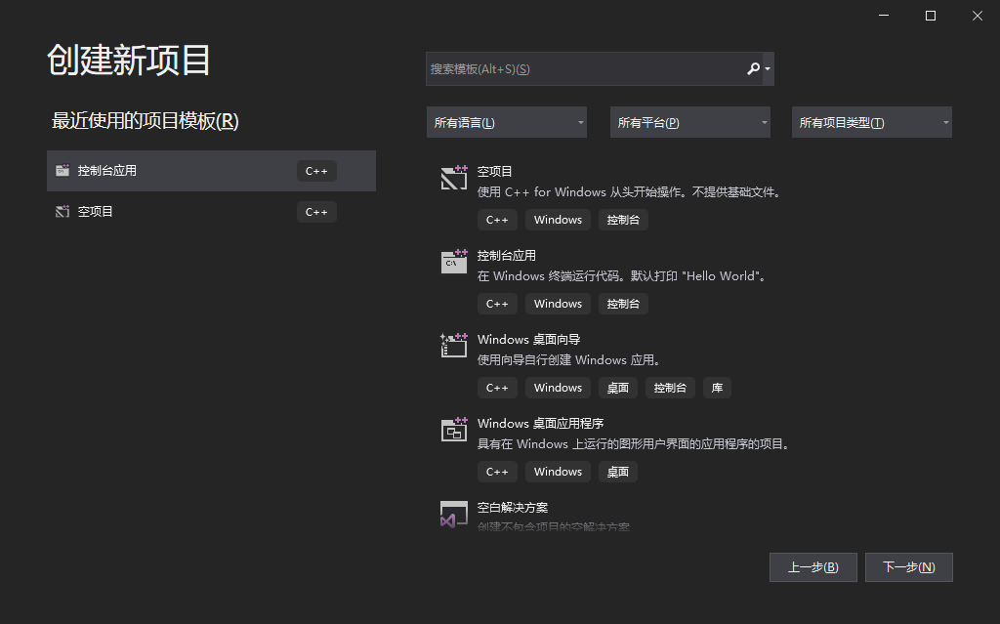 创建新项目
最近使用的项目模板(R)
控制台应用
C++
空项目
C++
搜索模板(Alt+S)(S)
所有语言(L)
所有平台(P)
所有项目类型(T)
空项目
使用 C++ for Windows 从头开始操作。不提供基础文件。
C++ Windows 控制台
控制台应用
在 Windows 终端运行代码。默认打印 "Hello World"。
C++ Windows 控制台
Windows 桌面向导
使用向导自行创建 Windows 应用。
C++ Windows 桌面 控制台 库
Windows 桌面应用程序
具有在 Windows 上运行的图形用户界面的应用程序的项目。
C++ Windows 桌面
空白解决方案
创建不包含项目的空解决方案
上一步(B)
下一步(N)